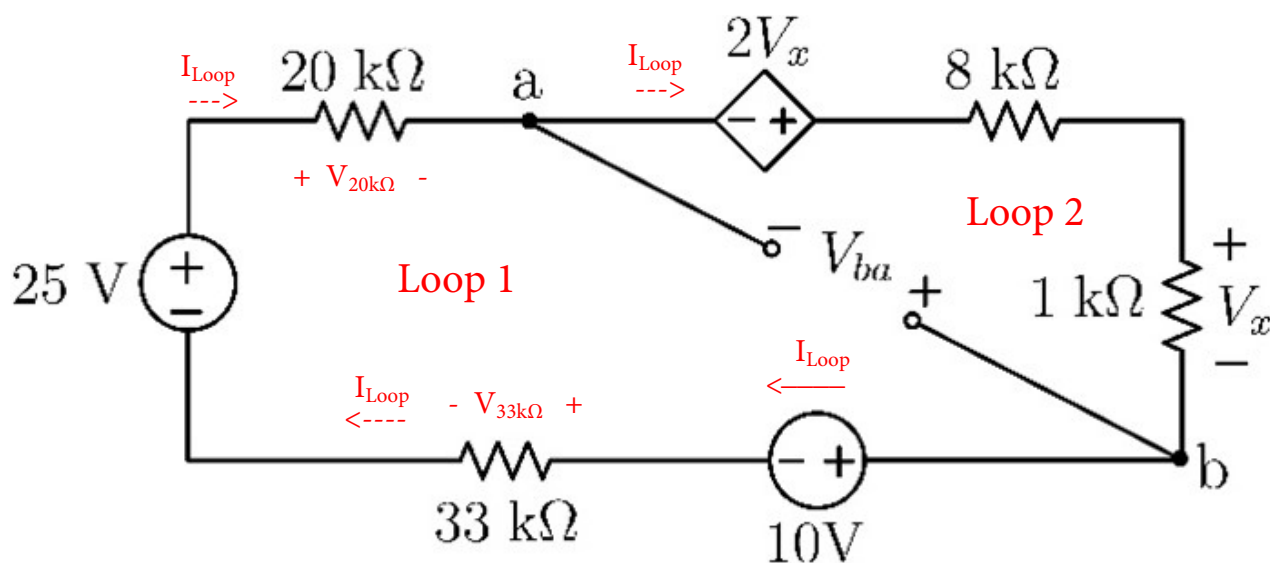 I_Loop
--->
20 kΩ
a
I_Loop
--->
2V_x
- +
8 kΩ
+ V_20kΩ -
Loop 2
- V_ba +
Loop 1
25 V
+
-
1 kΩ
+
V_x
-
I_Loop
<----
- V_33kΩ +
I_Loop
<——
33 kΩ
- +
10V
b